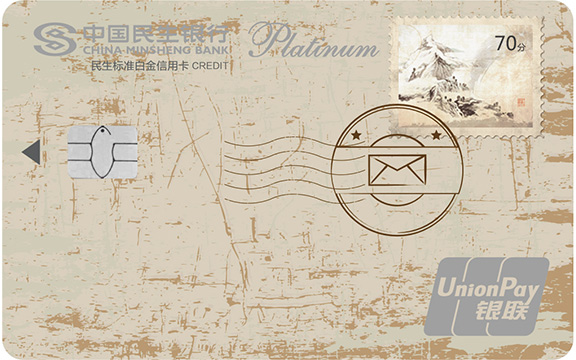 中国民生银行
CHINA MINSHENG BANK
Platinum
民生标准白金信用卡 CREDIT
70分
UnionPay
银联